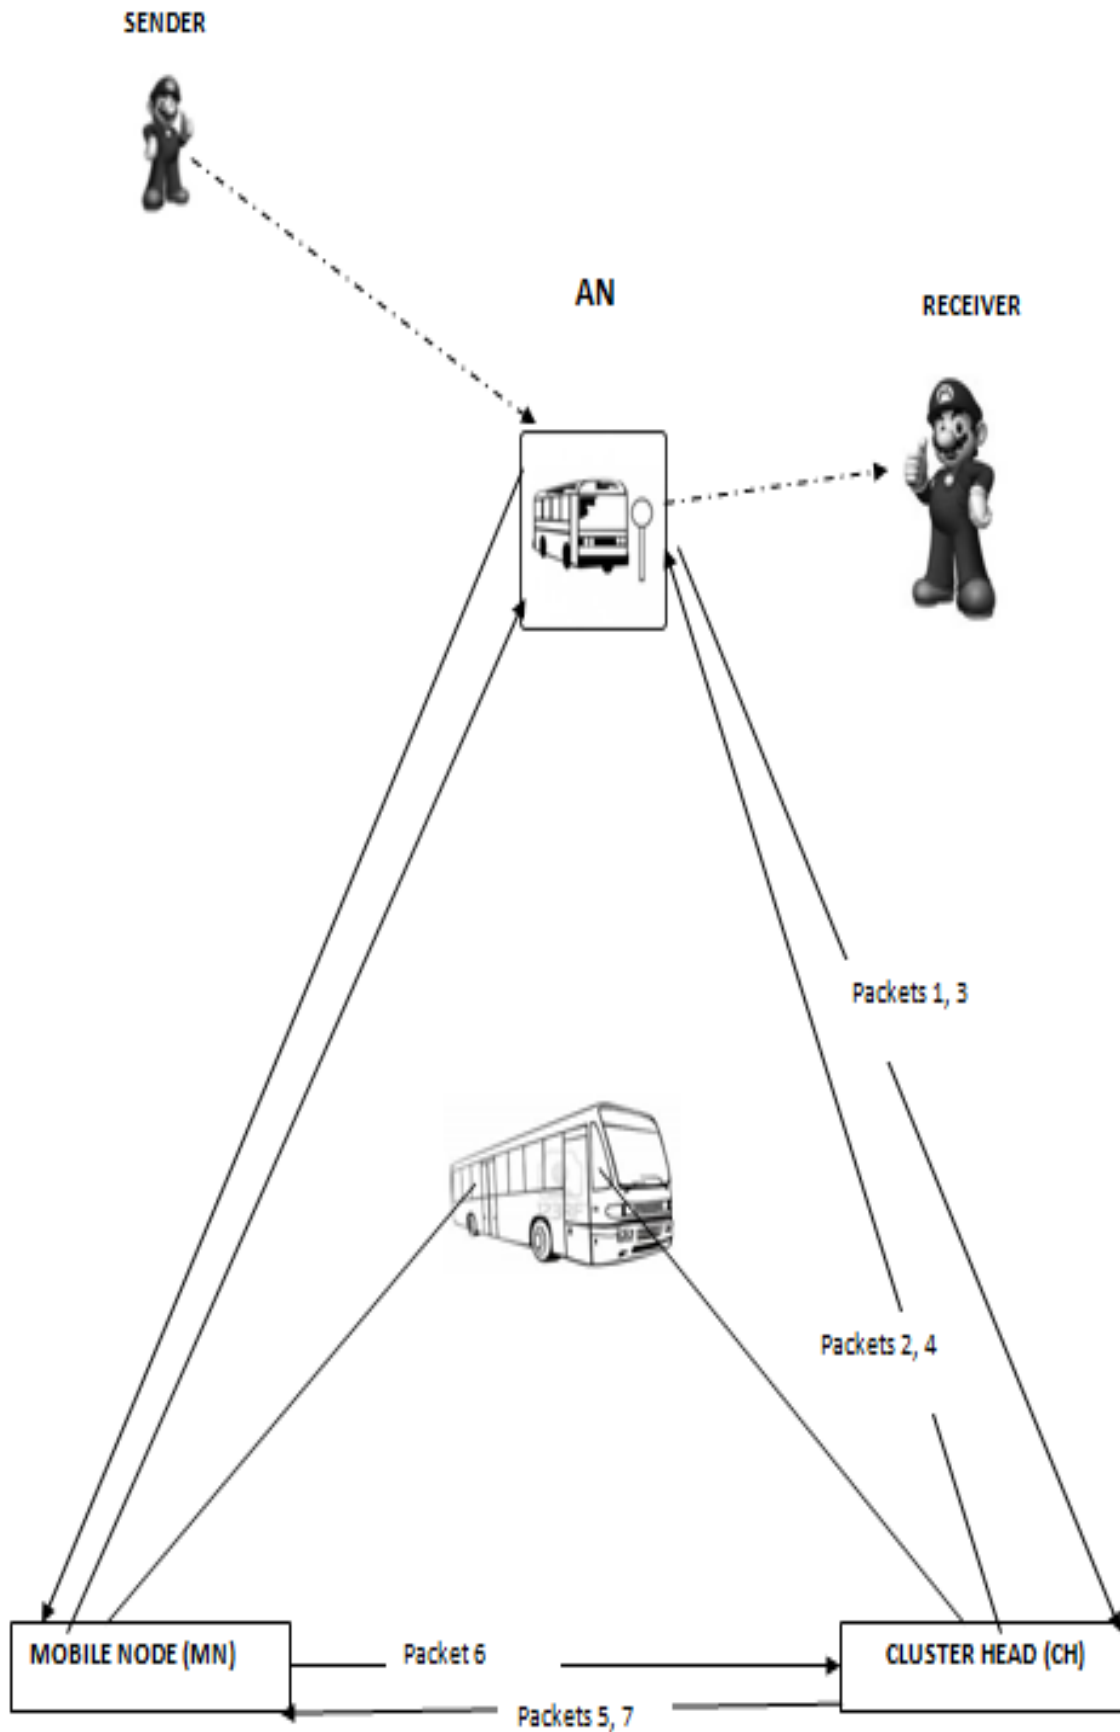 SENDER
AN
RECEIVER
Packets 1, 3
Packets 2, 4
MOBILE NODE (MN)
Packet 6
CLUSTER HEAD (CH)
Packets 5, 7